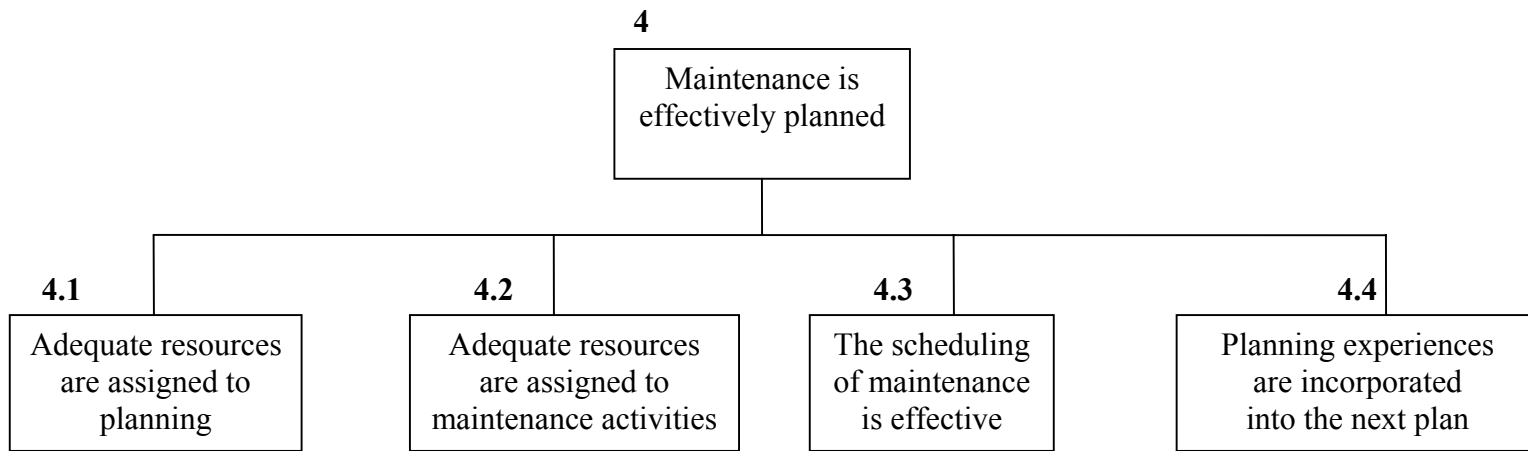 4
Maintenance is
effectively planned
4.1
Adequate resources
are assigned to
planning
4.2
Adequate resources
are assigned to
maintenance activities
4.3
The scheduling
of maintenance
is effective
4.4
Planning experiences
are incorporated
into the next plan